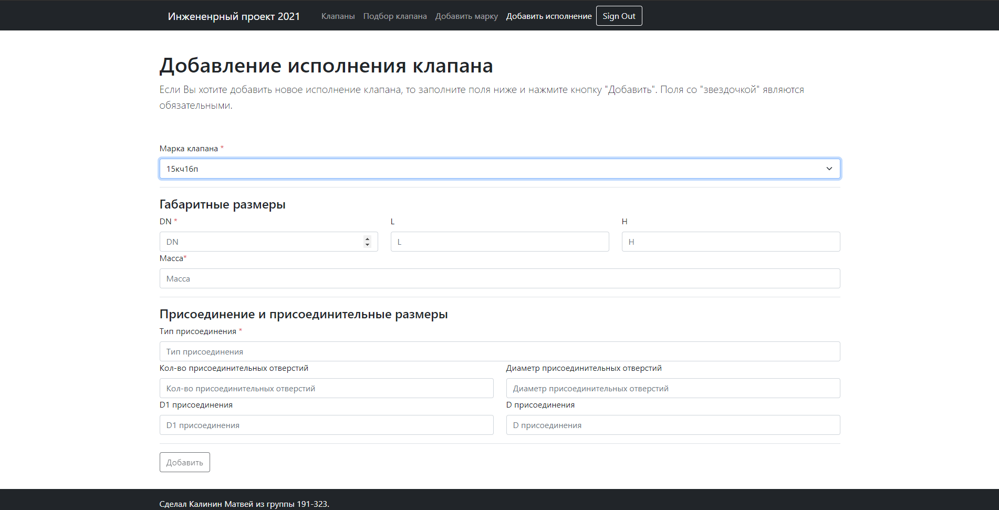 Инжененрный проект 2021 Клапаны Подбор клапана Добавить марку Добавить исполнение Sign Out
Добавление исполнения клапана
Если Вы хотите добавить новое исполнение клапана, то заполните поля ниже и нажмите кнопку "Добавить". Поля со "звездочкой" являются
обязательными.
Марка клапана *
15кч16п
Габаритные размеры
DN * L H
DN L H
Масса*
Масса
Присоединение и присоединительные размеры
Тип присоединения *
Тип присоединения
Кол-во присоединительных отверстий Диаметр присоединительных отверстий
Кол-во присоединительных отверстий Диаметр присоединительных отверстий
D1 присоединения D присоединения
D1 присоединения D присоединения
Добавить
Сделал Калинин Матвей из группы 191-323.